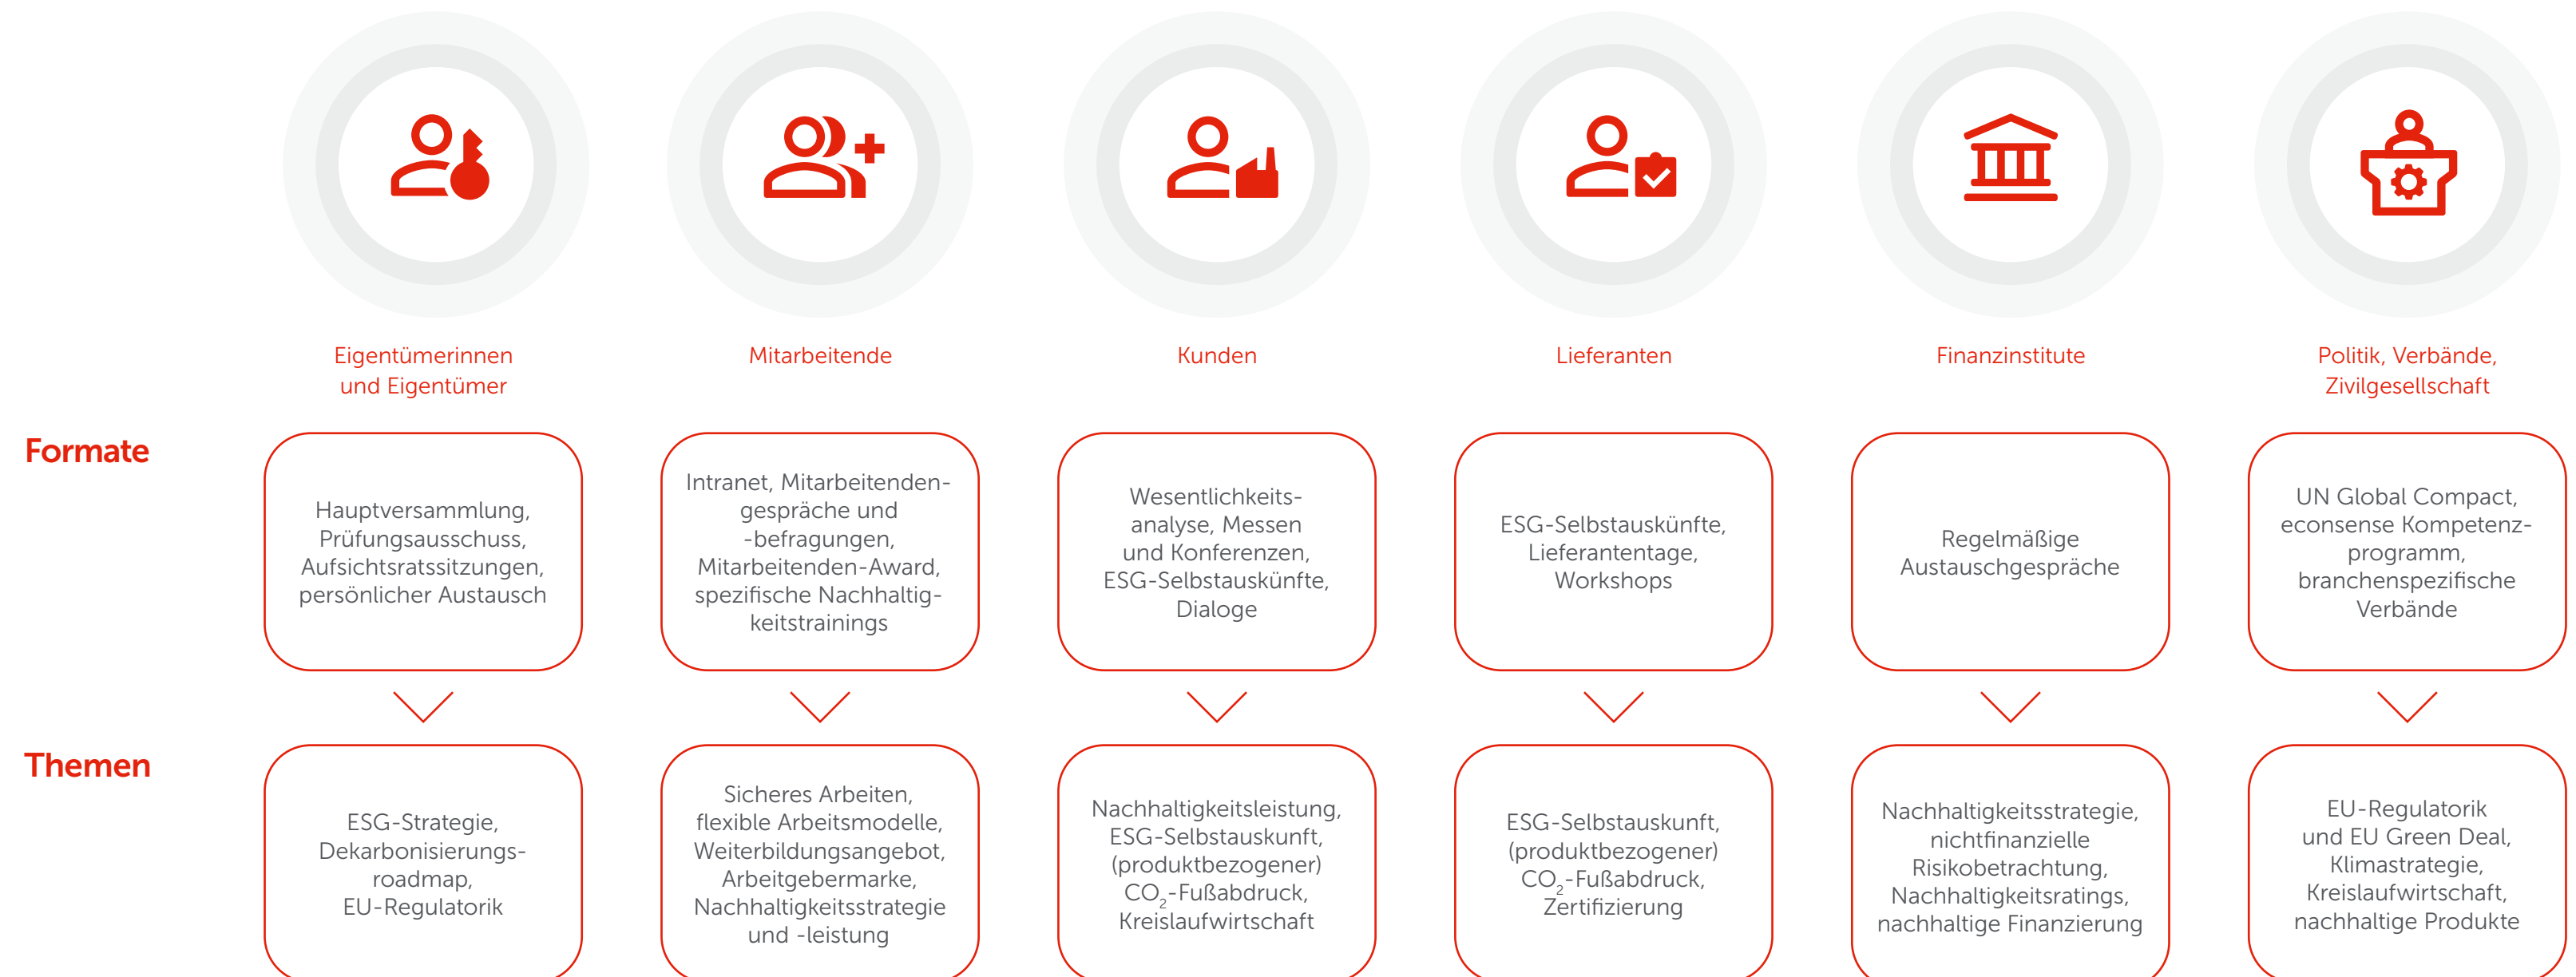 Eigentümerinnen
und Eigentümer
Mitarbeitende
Kunden
Lieferanten
Finanzinstitute
Politik, Verbände,
Zivilgesellschaft
Formate
Hauptversammlung,
Prüfungsausschuss,
Aufsichtsratssitzungen,
persönlicher Austausch
Intranet, Mitarbeitenden-
gespräche und
-befragungen,
Mitarbeitenden-Award,
spezifische Nachhaltig-
keitstrainings
Wesentlichkeits-
analyse, Messen
und Konferenzen,
ESG-Selbstauskünfte,
Dialoge
ESG-Selbstauskünfte,
Lieferantentage,
Workshops
Regelmäßige
Austauschgespräche
UN Global Compact,
econsense Kompetenz-
programm,
branchenspezifische
Verbände
Themen
ESG-Strategie,
Dekarbonisierungs-
roadmap,
EU-Regulatorik
Sicheres Arbeiten,
flexible Arbeitsmodelle,
Weiterbildungsangebot,
Arbeitgebermarke,
Nachhaltigkeitsstrategie
und -leistung
Nachhaltigkeitsleistung,
ESG-Selbstauskunft,
(produktbezogener)
CO₂-Fußabdruck,
Kreislaufwirtschaft
ESG-Selbstauskunft,
(produktbezogener)
CO₂-Fußabdruck,
Zertifizierung
Nachhaltigkeitsstrategie,
nichtfinanzielle
Risikobetrachtung,
Nachhaltigkeitsratings,
nachhaltige Finanzierung
EU-Regulatorik
und EU Green Deal,
Klimastrategie,
Kreislaufwirtschaft,
nachhaltige Produkte